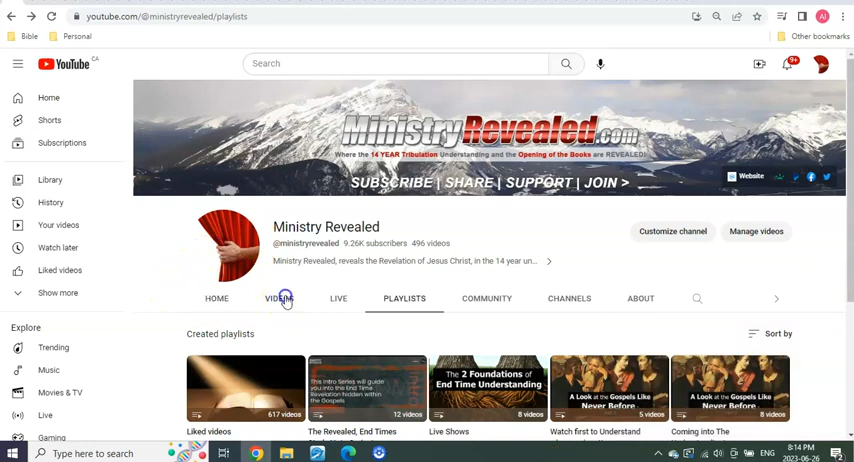 youtube.com/@ministryrevealed/playlists
AI
Bible
Personal
Other bookmarks
YouTube CA
Search
9+
Home
Shorts
Subscriptions
Library
History
Your videos
Watch later
Liked videos
Show more
Explore
Trending
Music
Movies & TV
Live
Gaming
MinistryRevealed.com
Where the 14 YEAR Tribulation Understanding and the Opening of the Books are REVEALED!
SUBSCRIBE | SHARE | SUPPORT | JOIN >
Website
Ministry Revealed
@ministryrevealed 9.26K subscribers 496 videos
Ministry Revealed, reveals the Revelation of Jesus Christ, in the 14 year un...
Customize channel
Manage videos
HOME
VIDEOS
LIVE
PLAYLISTS
COMMUNITY
CHANNELS
ABOUT
Created playlists
Sort by
617 videos
Liked videos
This Intro Series will guide
you into the End Time
Revelation hidden within
the Gospels
12 videos
The Revealed, End Times
The 2 Foundations of
End Time Understanding
8 videos
Live Shows
A Look at the Gospels Like
Never Before
5 videos
Watch first to Understand
A Look at the Gospels Like
Never Before
8 videos
Coming into The
Type here to search
ENG
8:14 PM
2023-06-26
2